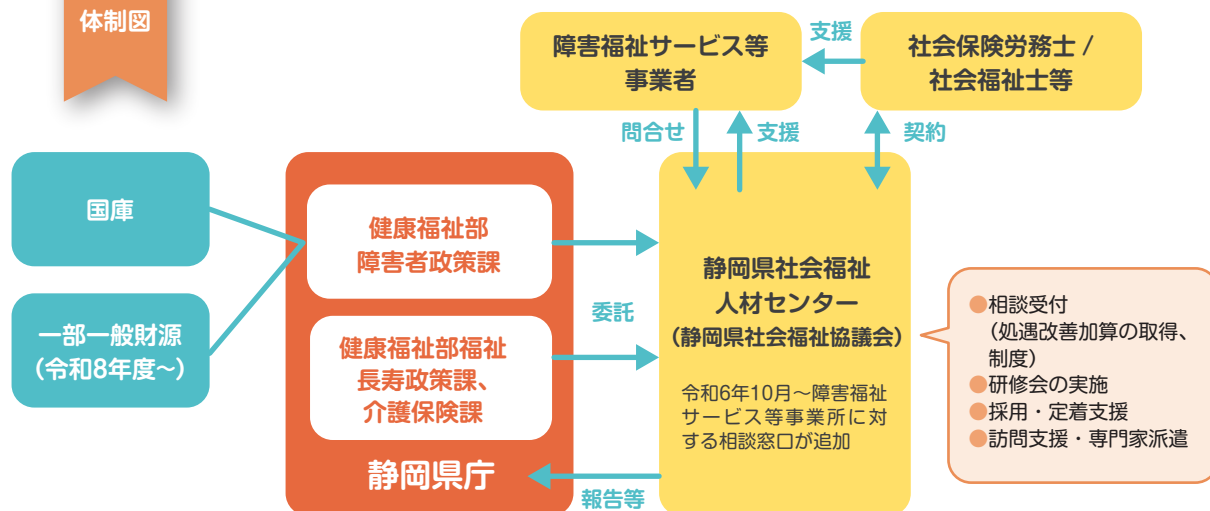 体制図
障害福祉サービス等
事業者
支援
社会保険労務士 /
社会福祉士等
問合せ
支援
契約
国庫
一部一般財源
(令和8年度~)
健康福祉部
障害者政策課
健康福祉部福祉
長寿政策課、
介護保険課
静岡県庁
委託
報告等
静岡県社会福祉
人材センター
(静岡県社会福祉協議会)
令和6年10月~障害福祉
サービス等事業所に対
する相談窓口が追加
●相談受付
(処遇改善加算の取得、
制度)
●研修会の実施
●採用・定着支援
●訪問支援・専門家派遣